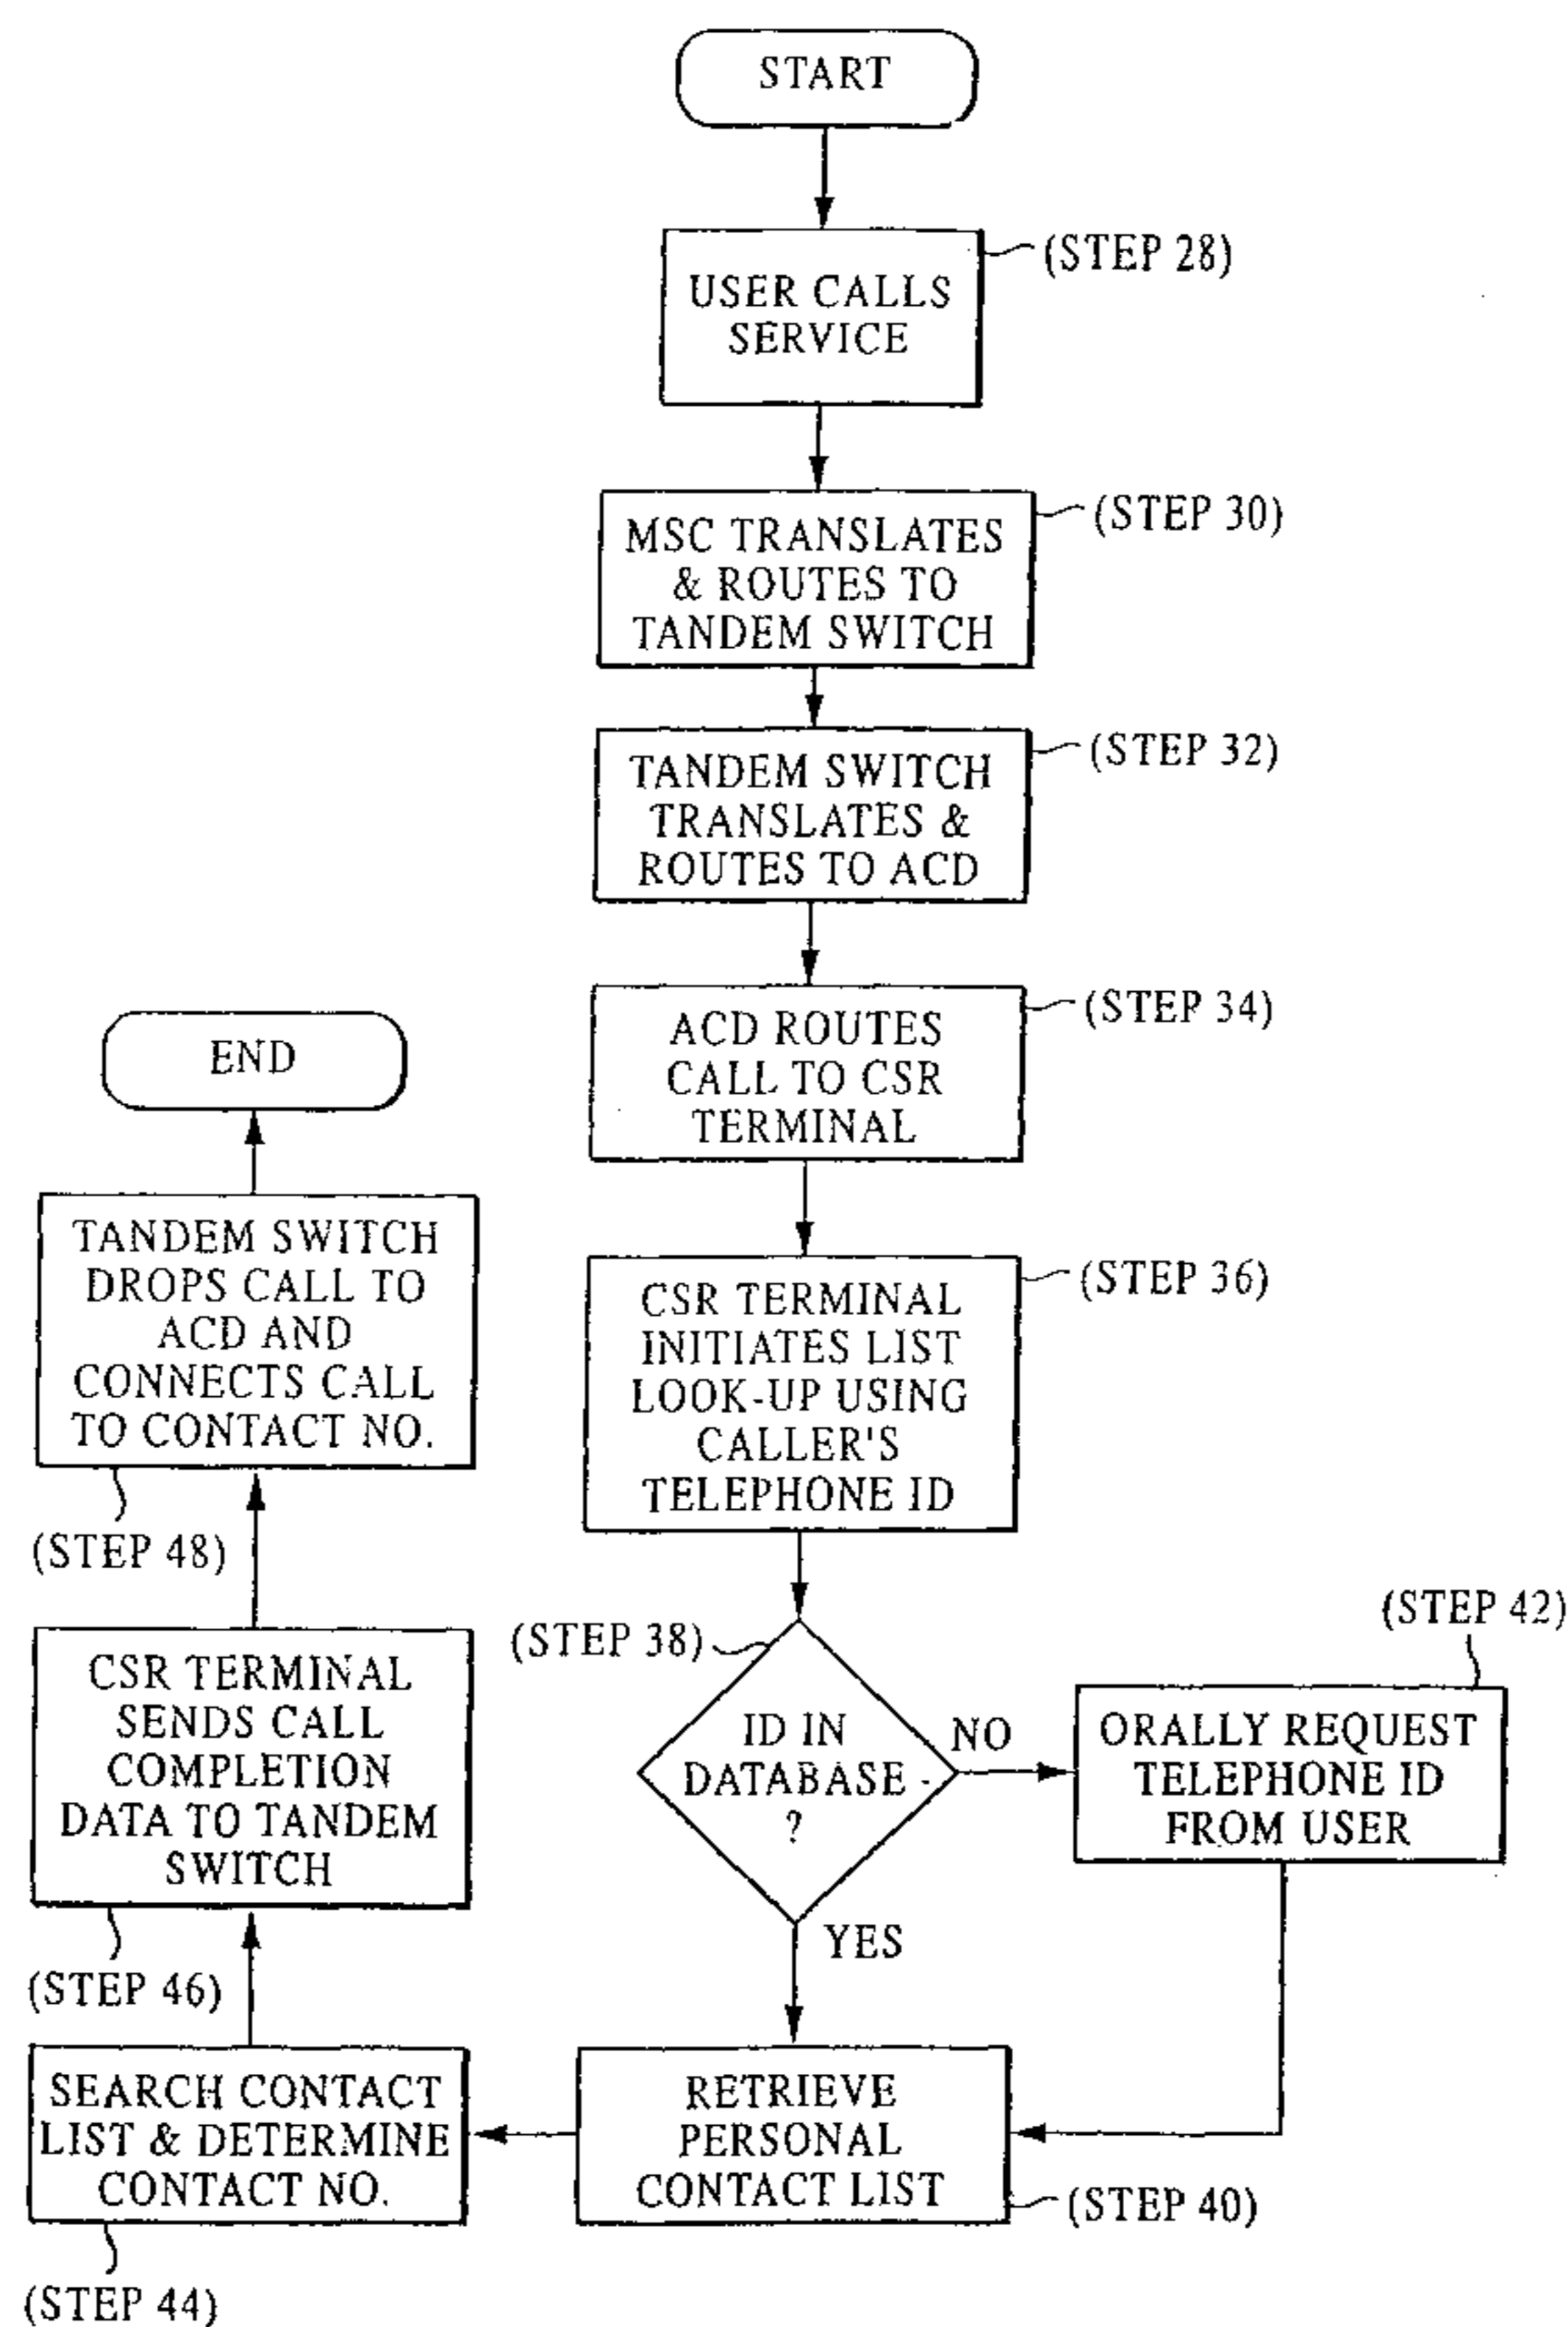 START
USER CALLS
SERVICE
(STEP 28)
MSC TRANSLATES
& ROUTES TO
TANDEM SWITCH
(STEP 30)
TANDEM SWITCH
TRANSLATES &
ROUTES TO ACD
(STEP 32)
ACD ROUTES
CALL TO CSR
TERMINAL
(STEP 34)
CSR TERMINAL
INITIATES LIST
LOOK-UP USING
CALLER'S
TELEPHONE ID
(STEP 36)
(STEP 38)
ID IN
DATABASE
?
NO
YES
(STEP 42)
ORALLY REQUEST
TELEPHONE ID
FROM USER
RETRIEVE
PERSONAL
CONTACT LIST
(STEP 40)
SEARCH CONTACT
LIST & DETERMINE
CONTACT NO.
(STEP 44)
CSR TERMINAL
SENDS CALL
COMPLETION
DATA TO TANDEM
SWITCH
(STEP 46)
TANDEM SWITCH
DROPS CALL TO
ACD AND
CONNECTS CALL
TO CONTACT NO.
(STEP 48)
END